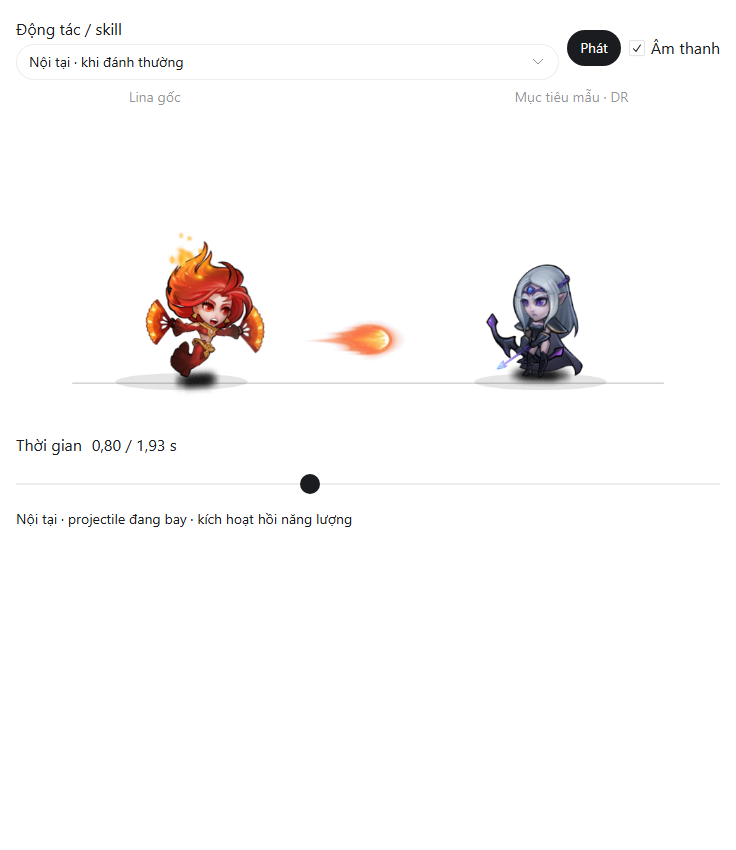 Động tác / skill
Nội tại · khi đánh thường
Phát
Âm thanh
Lina gốc
Mục tiêu mẫu · DR
Thời gian 0,80 / 1,93 s
Nội tại · projectile đang bay · kích hoạt hồi năng lượng